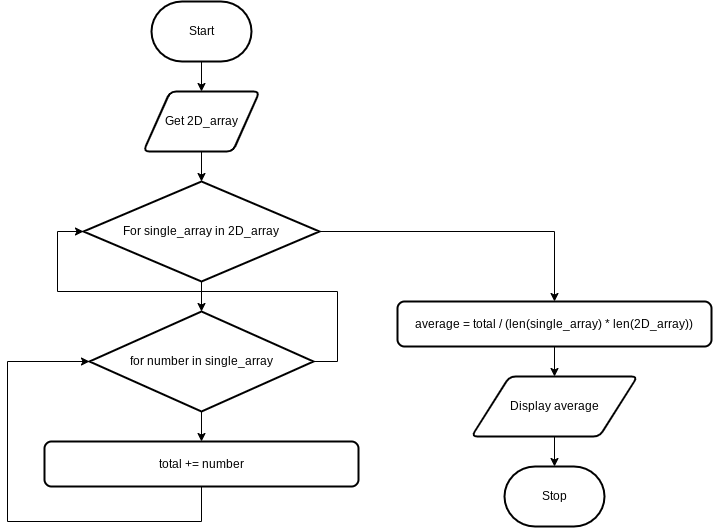 Start
Get 2D_array
For single_array in 2D_array
for number in single_array
total += number
average = total / (len(single_array) * len(2D_array))
Display average
Stop